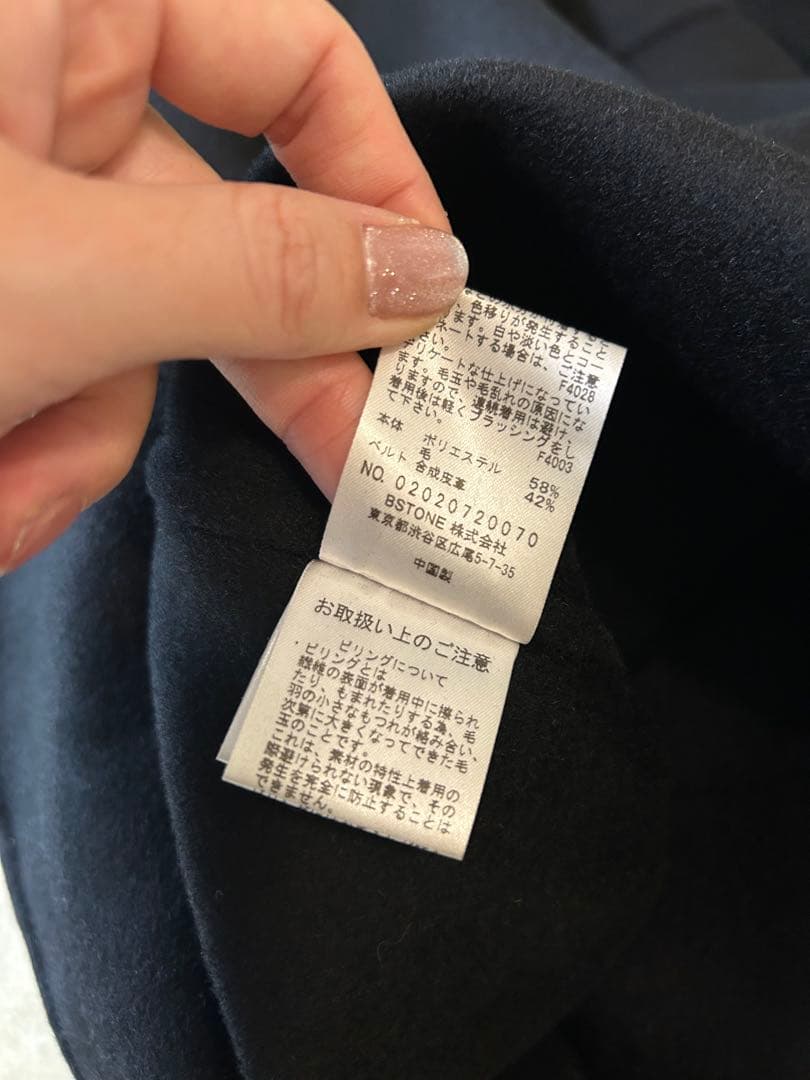 、色移りが発生すること
ます。白や淡い色とコー
ネートする場合は、ご注意
さい。 F4028
リケートな仕上げになってい
ます。毛玉や毛乱れの原因にな
りますので、連続着用は避け、
着用後は軽くブラッシングをし
て下さい。 F4003
本体 ポリエステル 58%
毛 42%
ベルト 合成皮革
NO. 02020720070
BSTONE 株式会社
東京都渋谷区広尾5-7-35
中国製
お取扱い上のご注意
ピリングについて
・ピリングとは
繊維の表面が着用中に擦られ
たり、もまれたりする為、毛
羽の小さなもつれが絡み合い、
次第に大きくなってできた毛
玉のことです。
これは、素材の特性上着用の
際避けられない現象で、その
発生を完全に防止することは
できません。